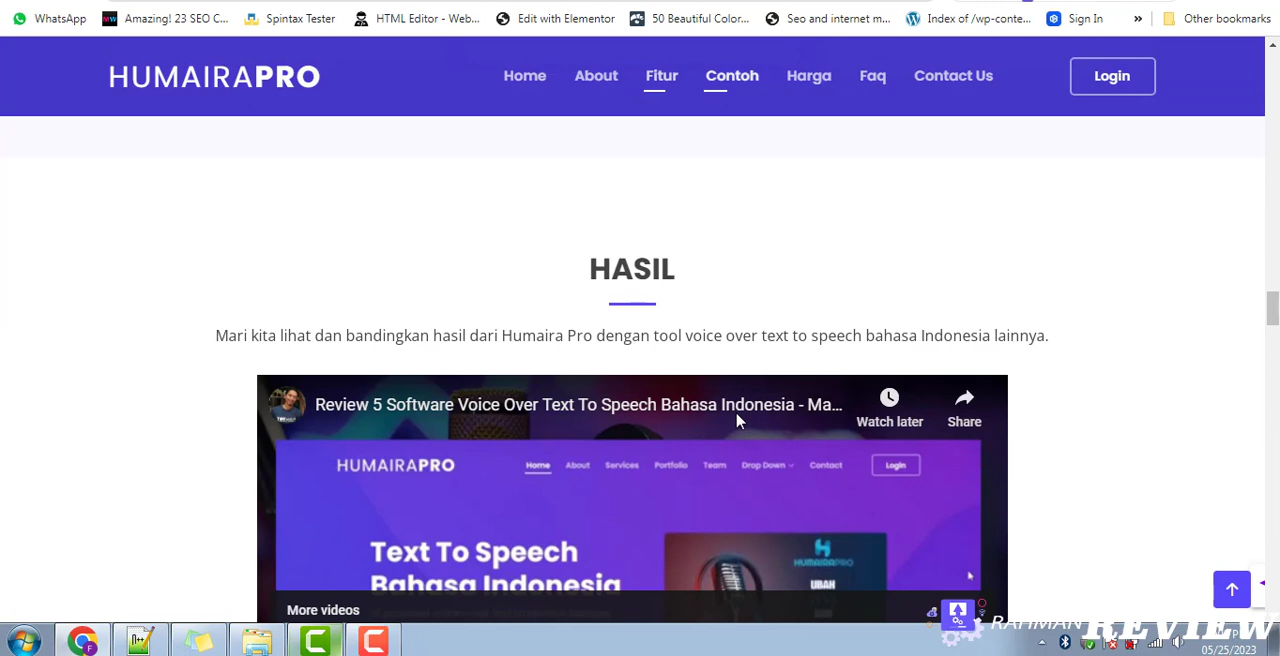 WhatsApp Amazing! 23 SEO C... Spintax Tester HTML Editor - Web... Edit with Elementor 50 Beautiful Color... Seo and internet m... Index of /wp-conte... Sign In » Other bookmarks
HUMAIRAPRO Home About Fitur Contoh Harga Faq Contact Us Login
HASIL
Mari kita lihat dan bandingkan hasil dari Humaira Pro dengan tool voice over text to speech bahasa Indonesia lainnya.
Review 5 Software Voice Over Text To Speech Bahasa Indonesia - Ma...
Watch later Share
HUMAIRAPRO Home About Services Portfolio Team Drop Down Contact Login
Text To Speech
Bahasa Indonesia
HUMAIRAPRO
UBAH
More videos
RAHMAN REVIEW
05/25/2023